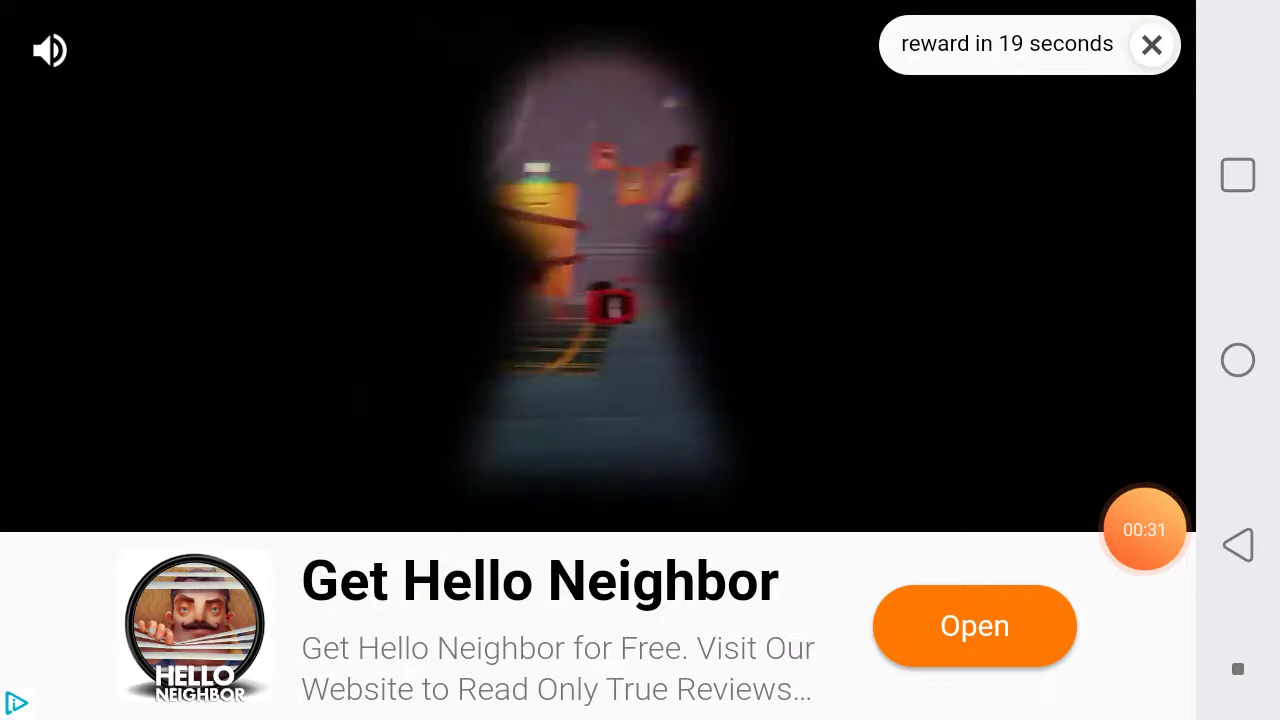 reward in 19 seconds
00:31
Get Hello Neighbor
Get Hello Neighbor for Free. Visit Our
Website to Read Only True Reviews...
Open
HELLO
NEIGHBOR